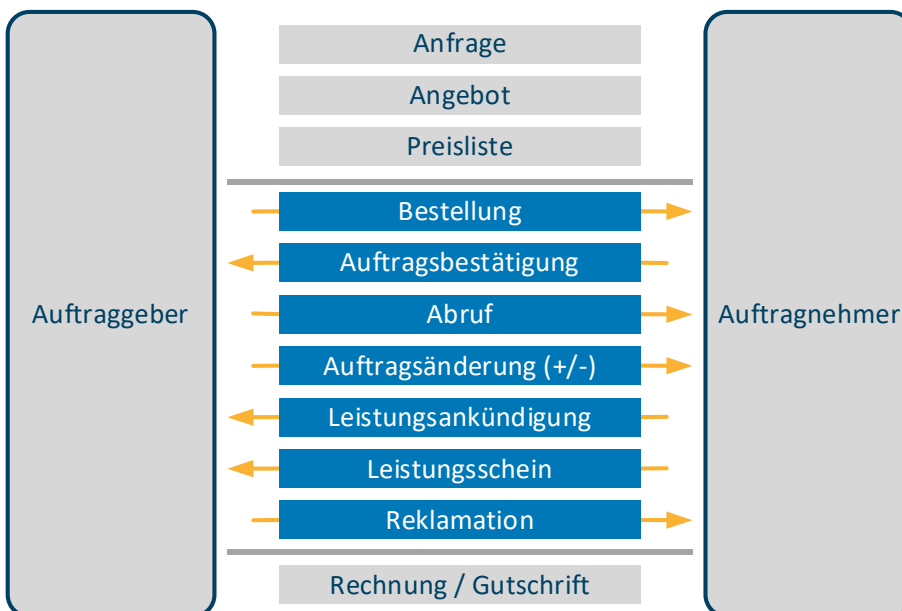 Anfrage
Angebot
Preisliste
Bestellung
Auftragsbestätigung
Auftraggeber
Abruf
Auftragnehmer
Auftragsänderung (+/-)
Leistungsankündigung
Leistungsschein
Reklamation
Rechnung / Gutschrift